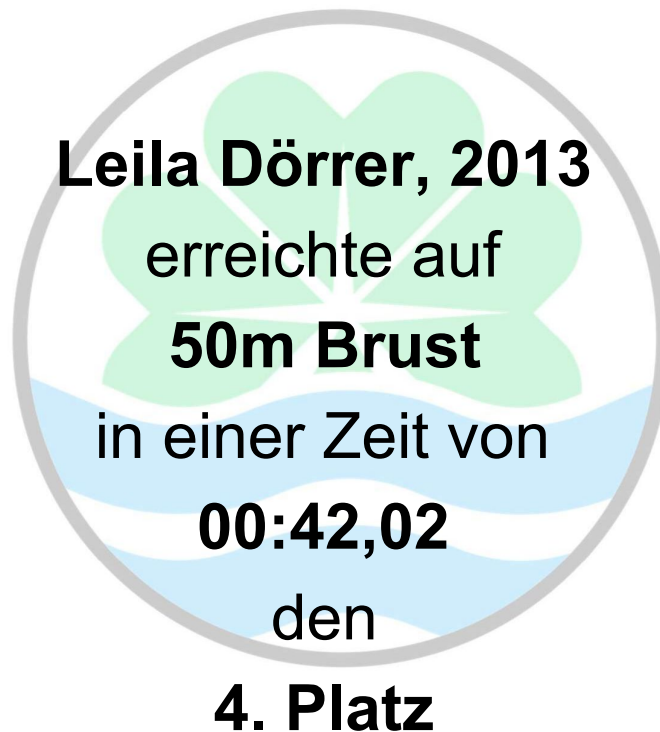 Leila Dörrer, 2013
erreichte auf
50m Brust
in einer Zeit von
00:42,02
den
4. Platz